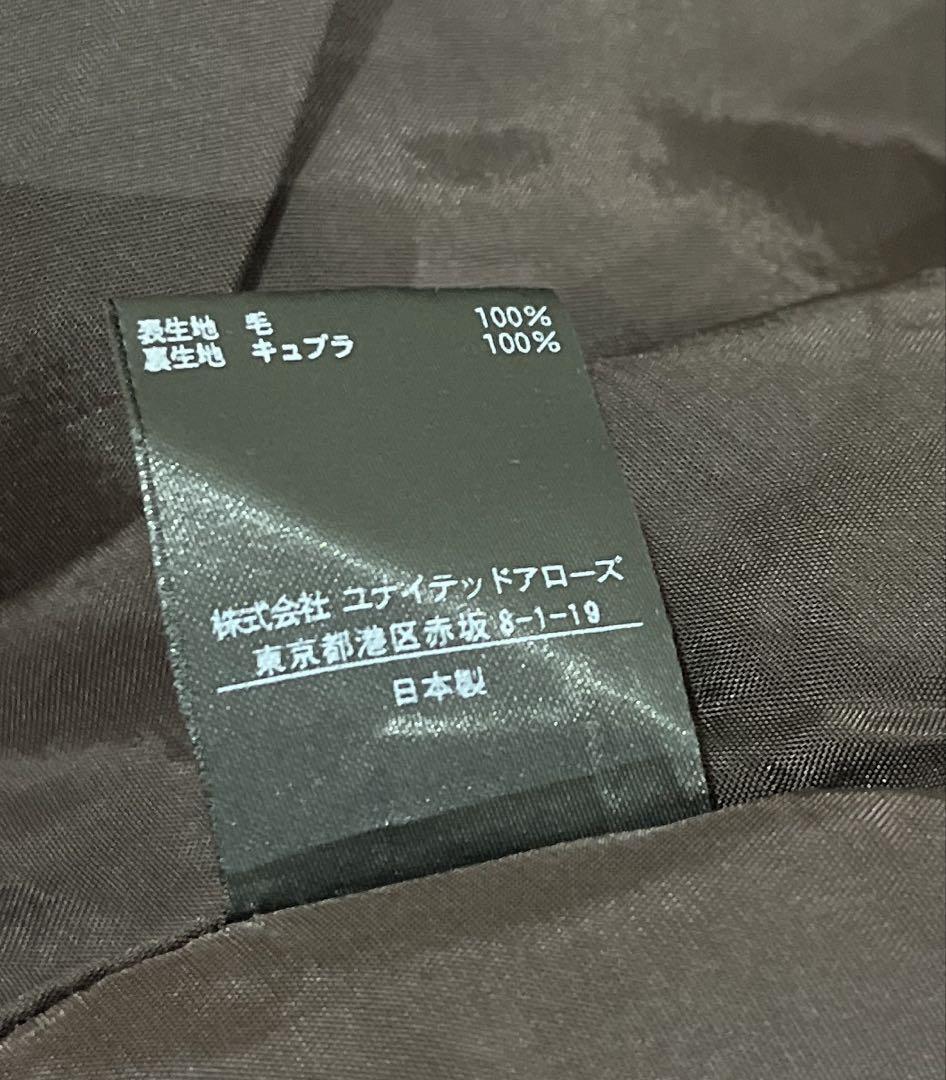 表生地 毛 100%
裏生地 キュプラ 100%
株式会社 ユナイテッドアローズ
東京都港区赤坂 8-1-19
日本製